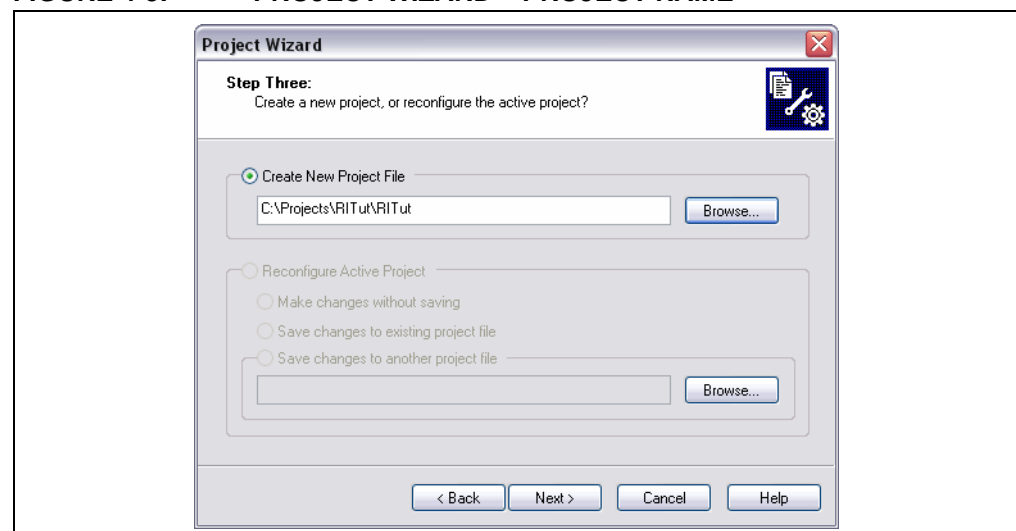 Project Wizard
Step Three:
Create a new project, or reconfigure the active project?
Create New Project File
C:\Projects\RITut\RITut
Browse...
Reconfigure Active Project
Make changes without saving
Save changes to existing project file
Save changes to another project file
Browse...
< Back
Next >
Cancel
Help